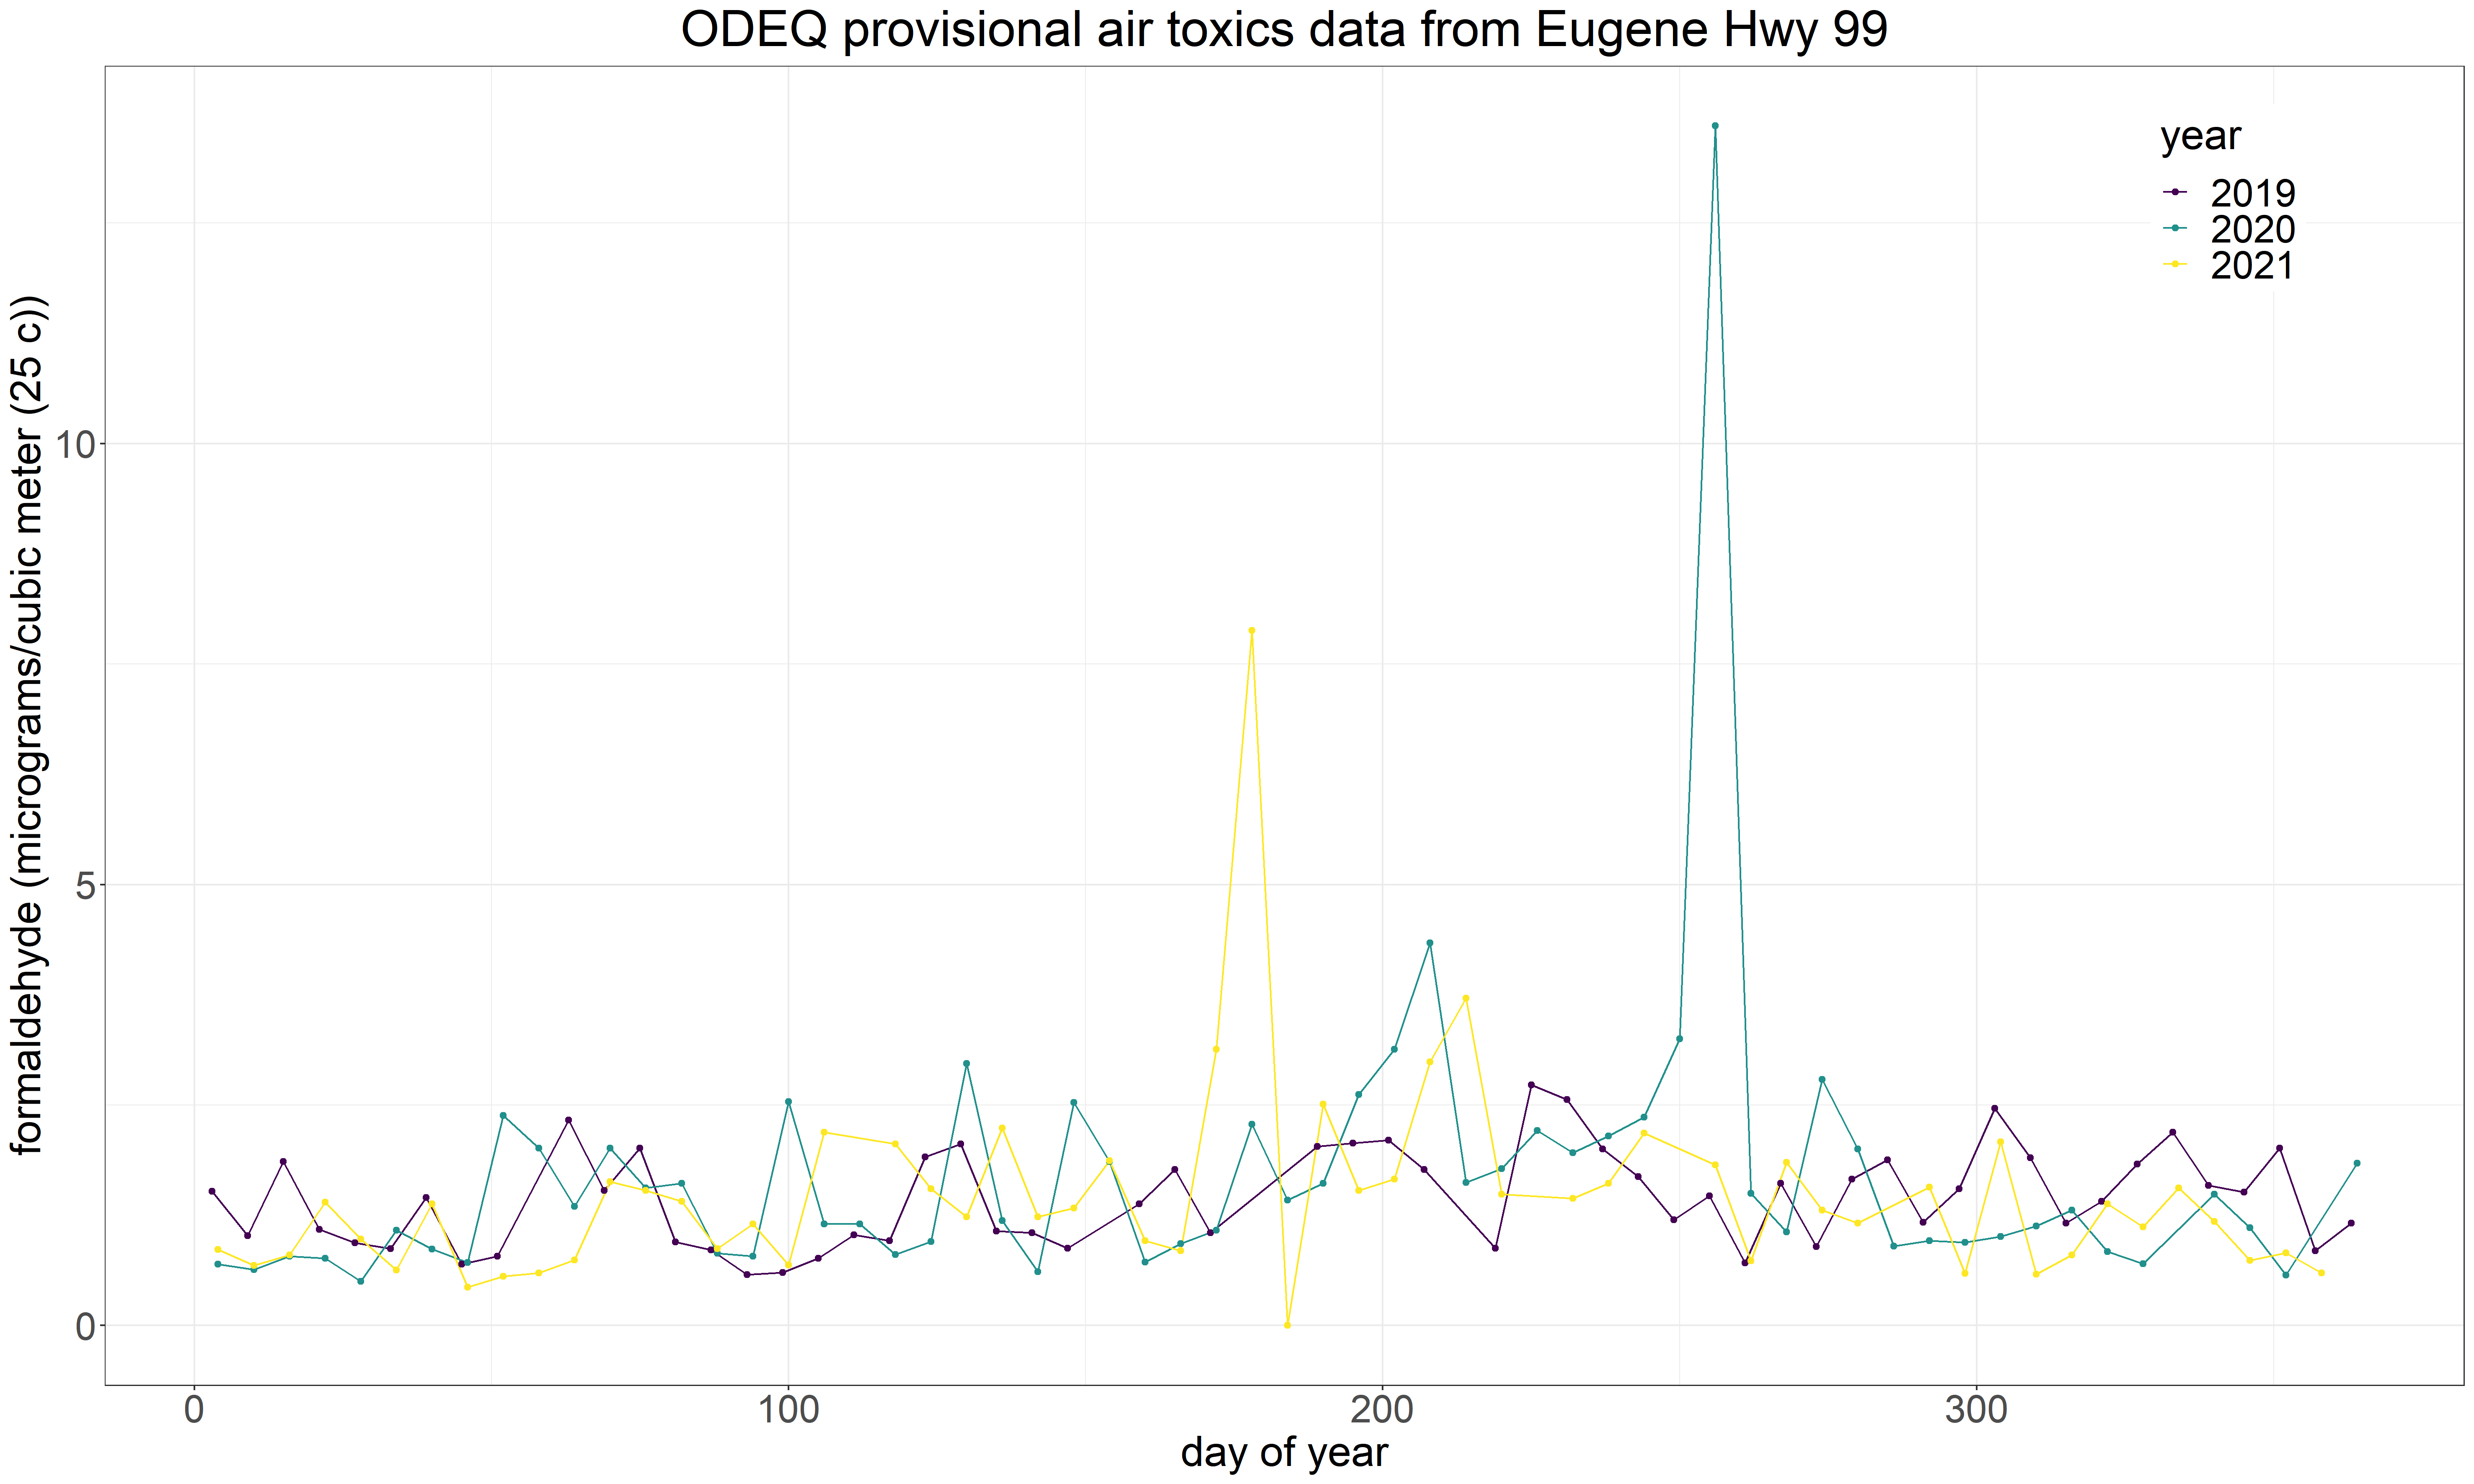 ODEQ provisional air toxics data from Eugene Hwy 99
year
2019
2020
2021
formaldehyde (micrograms/cubic meter (25 c))
10
5
0
0 100 200 300
day of year